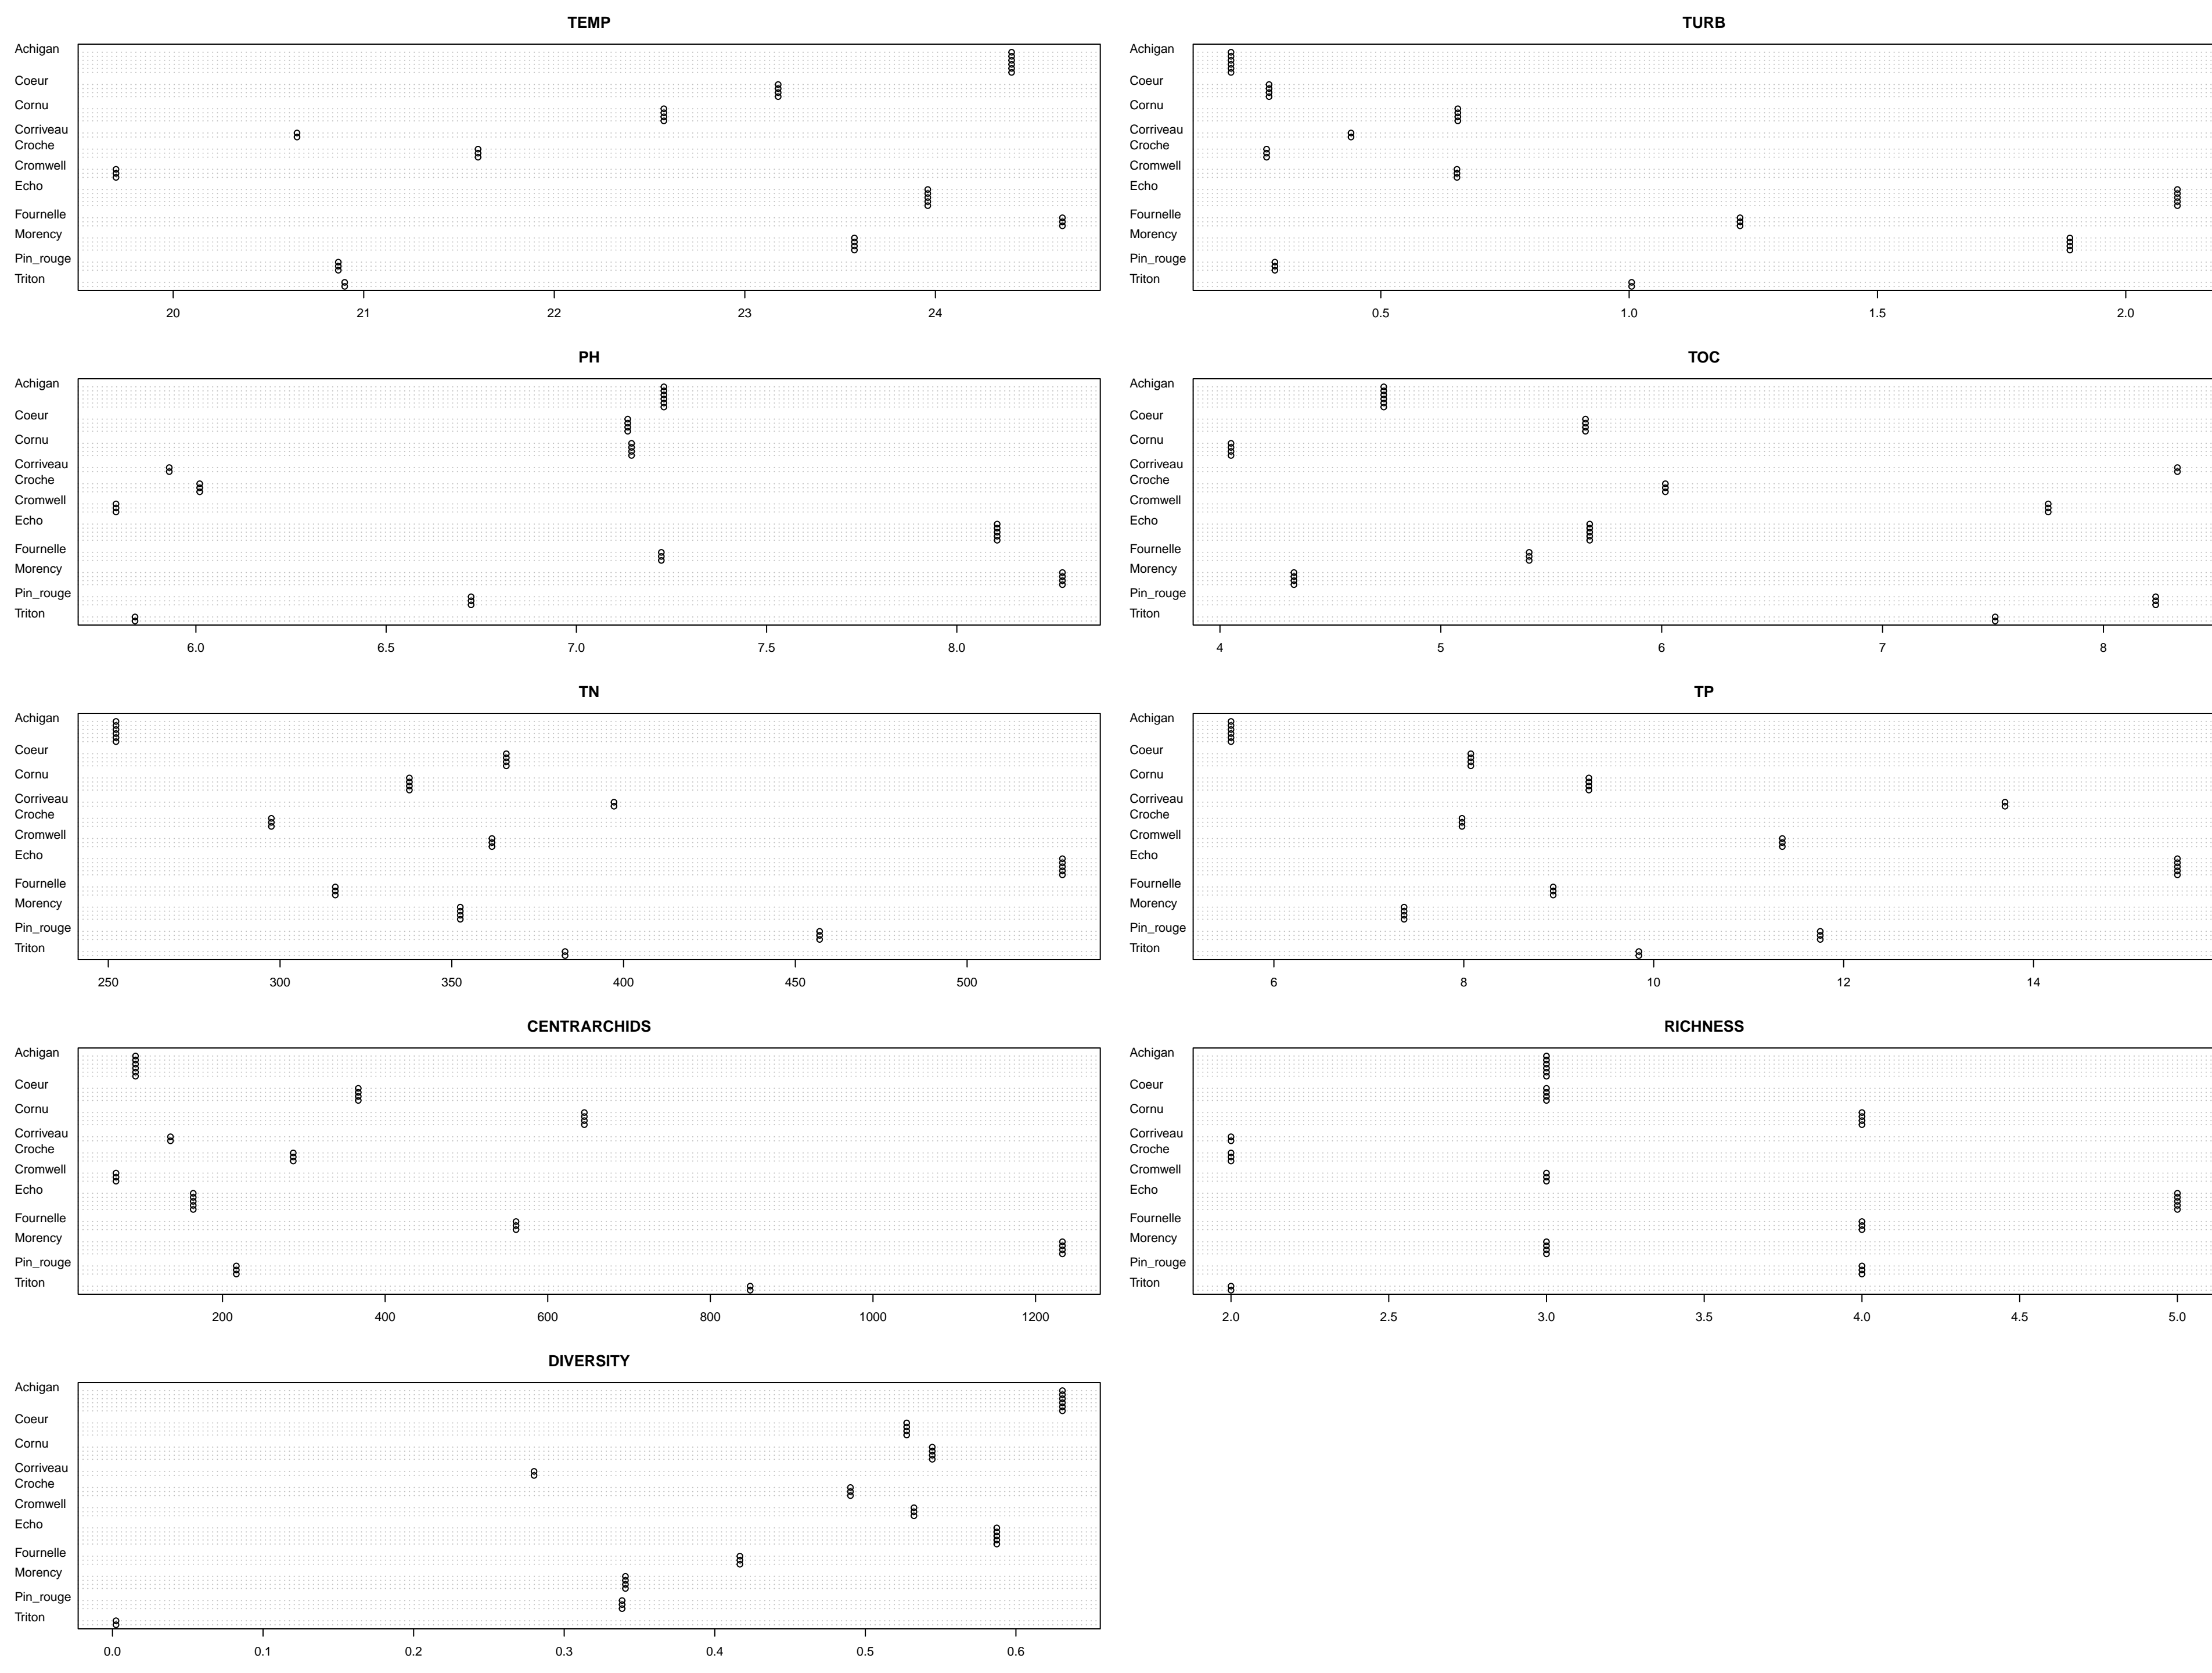 TEMP
Achigan
Coeur
Cornu
Corriveau
Croche
Cromwell
Echo
Fournelle
Morency
Pin_rouge
Triton
20 21 22 23 24
TURB
Achigan
Coeur
Cornu
Corriveau
Croche
Cromwell
Echo
Fournelle
Morency
Pin_rouge
Triton
0.5 1.0 1.5 2.0
PH
Achigan
Coeur
Cornu
Corriveau
Croche
Cromwell
Echo
Fournelle
Morency
Pin_rouge
Triton
6.0 6.5 7.0 7.5 8.0
TOC
Achigan
Coeur
Cornu
Corriveau
Croche
Cromwell
Echo
Fournelle
Morency
Pin_rouge
Triton
4 5 6 7 8
TN
Achigan
Coeur
Cornu
Corriveau
Croche
Cromwell
Echo
Fournelle
Morency
Pin_rouge
Triton
250 300 350 400 450 500
TP
Achigan
Coeur
Cornu
Corriveau
Croche
Cromwell
Echo
Fournelle
Morency
Pin_rouge
Triton
6 8 10 12 14
CENTRARCHIDS
Achigan
Coeur
Cornu
Corriveau
Croche
Cromwell
Echo
Fournelle
Morency
Pin_rouge
Triton
200 400 600 800 1000 1200
RICHNESS
Achigan
Coeur
Cornu
Corriveau
Croche
Cromwell
Echo
Fournelle
Morency
Pin_rouge
Triton
2.0 2.5 3.0 3.5 4.0 4.5 5.0
DIVERSITY
Achigan
Coeur
Cornu
Corriveau
Croche
Cromwell
Echo
Fournelle
Morency
Pin_rouge
Triton
0.0 0.1 0.2 0.3 0.4 0.5 0.6